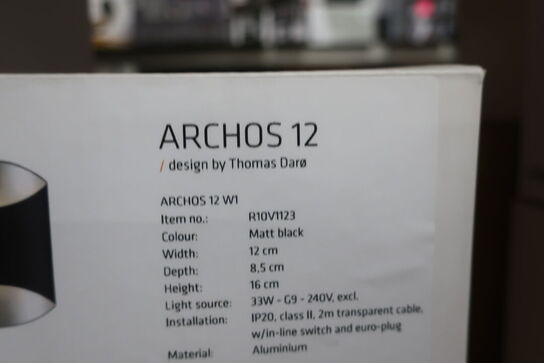 ARCHOS 12
/ design by Thomas Darø
ARCHOS 12 W1
Item no.: R10V1123
Colour: Matt black
Width: 12 cm
Depth: 8,5 cm
Height: 16 cm
Light source: 33W - G9 - 240V, excl.
Installation: IP20, class II, 2m transparent cable,
w/in-line switch and euro-plug
Material: Aluminium